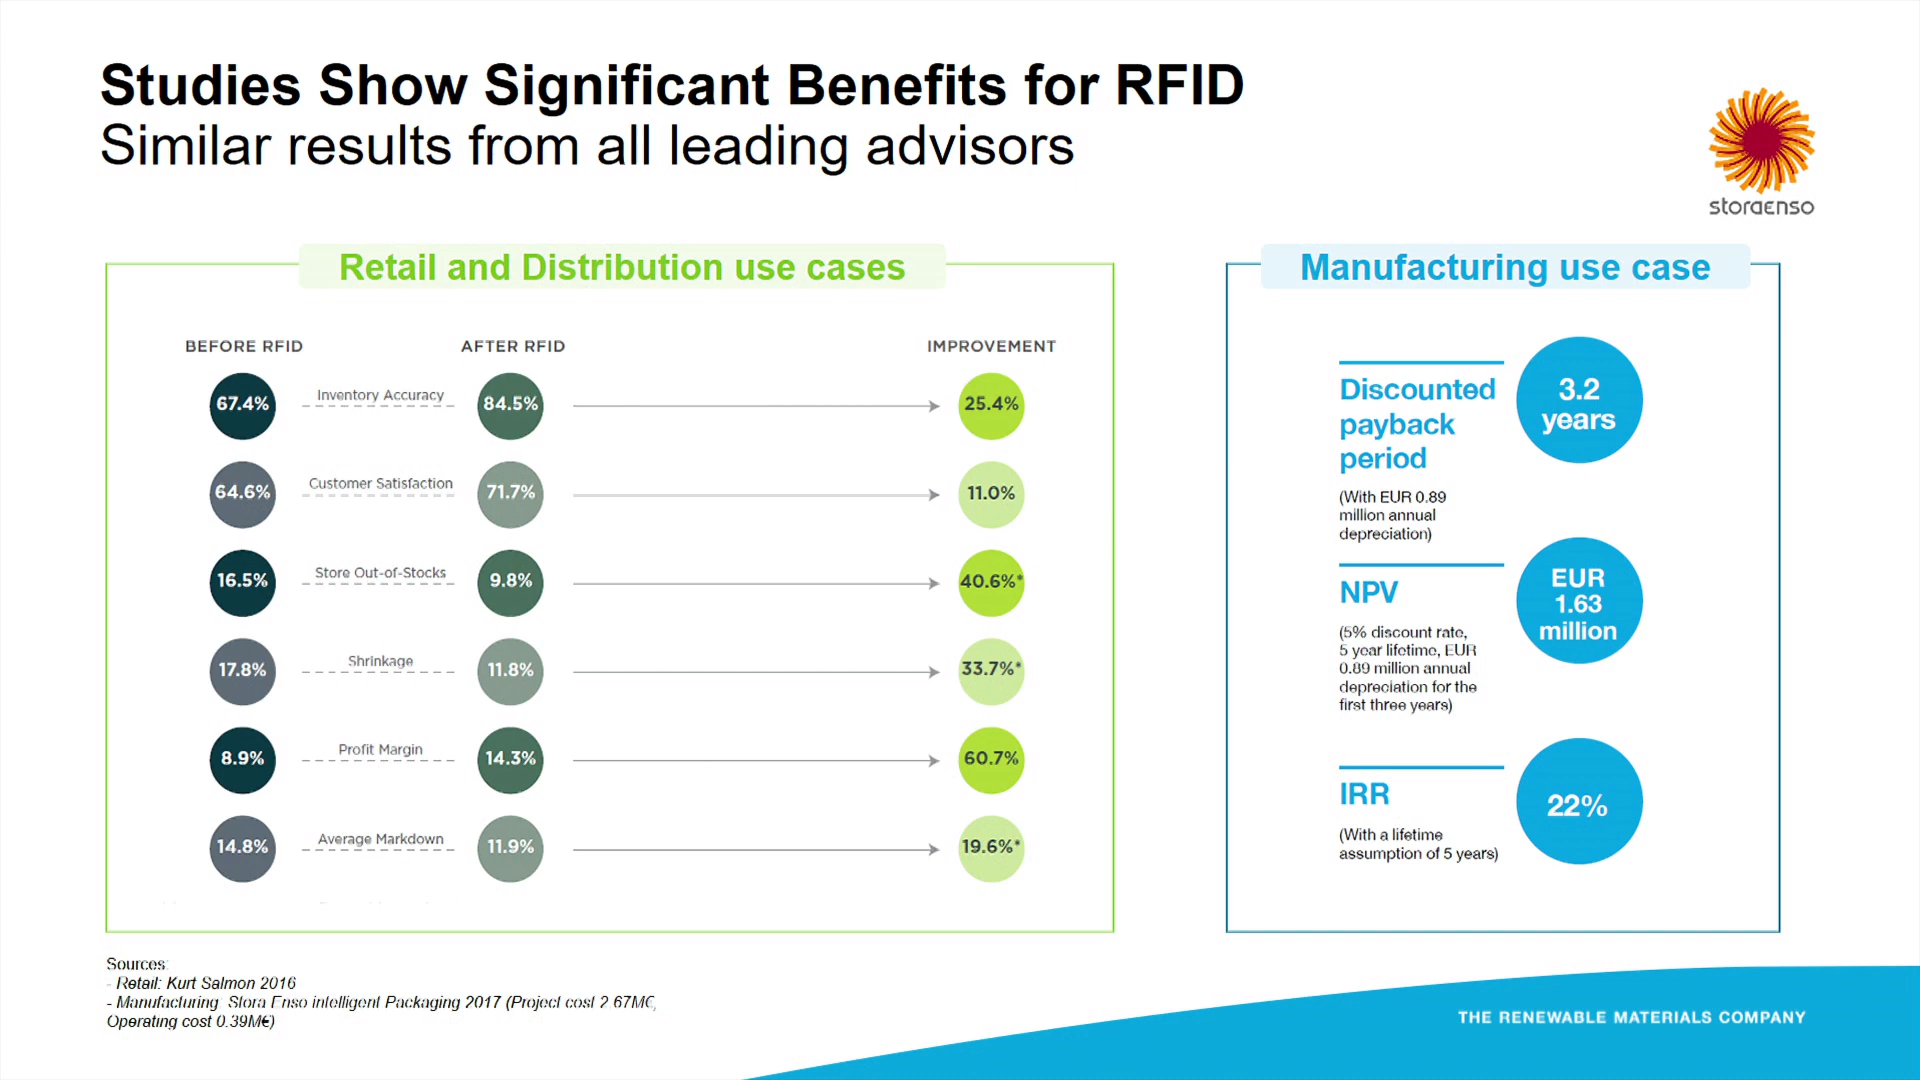 Studies Show Significant Benefits for RFID
Similar results from all leading advisors
storaenso
Retail and Distribution use cases
BEFORE RFID AFTER RFID IMPROVEMENT
67.4% Inventory Accuracy 84.5% 25.4%
64.6% Customer Satisfaction 71.7% 11.0%
16.5% Store Out-of-Stocks 9.8% 40.6%*
17.8% Shrinkage 11.8% 33.7%*
8.9% Profit Margin 14.3% 60.7%
14.8% Average Markdown 11.9% 19.6%*
Manufacturing use case
Discounted
payback
period
3.2
years
(With EUR 0.89
million annual
depreciation)
NPV
EUR
1.63
million
(5% discount rate,
5 year lifetime, EUR
0.89 million annual
depreciation for the
first three years)
IRR
22%
(With a lifetime
assumption of 5 years)
Sources:
- Retail: Kurt Salmon 2016
- Manufacturing: Stora Enso intelligent Packaging 2017 (Project cost 2.67M€,
Operating cost 0.39M€)
THE RENEWABLE MATERIALS COMPANY